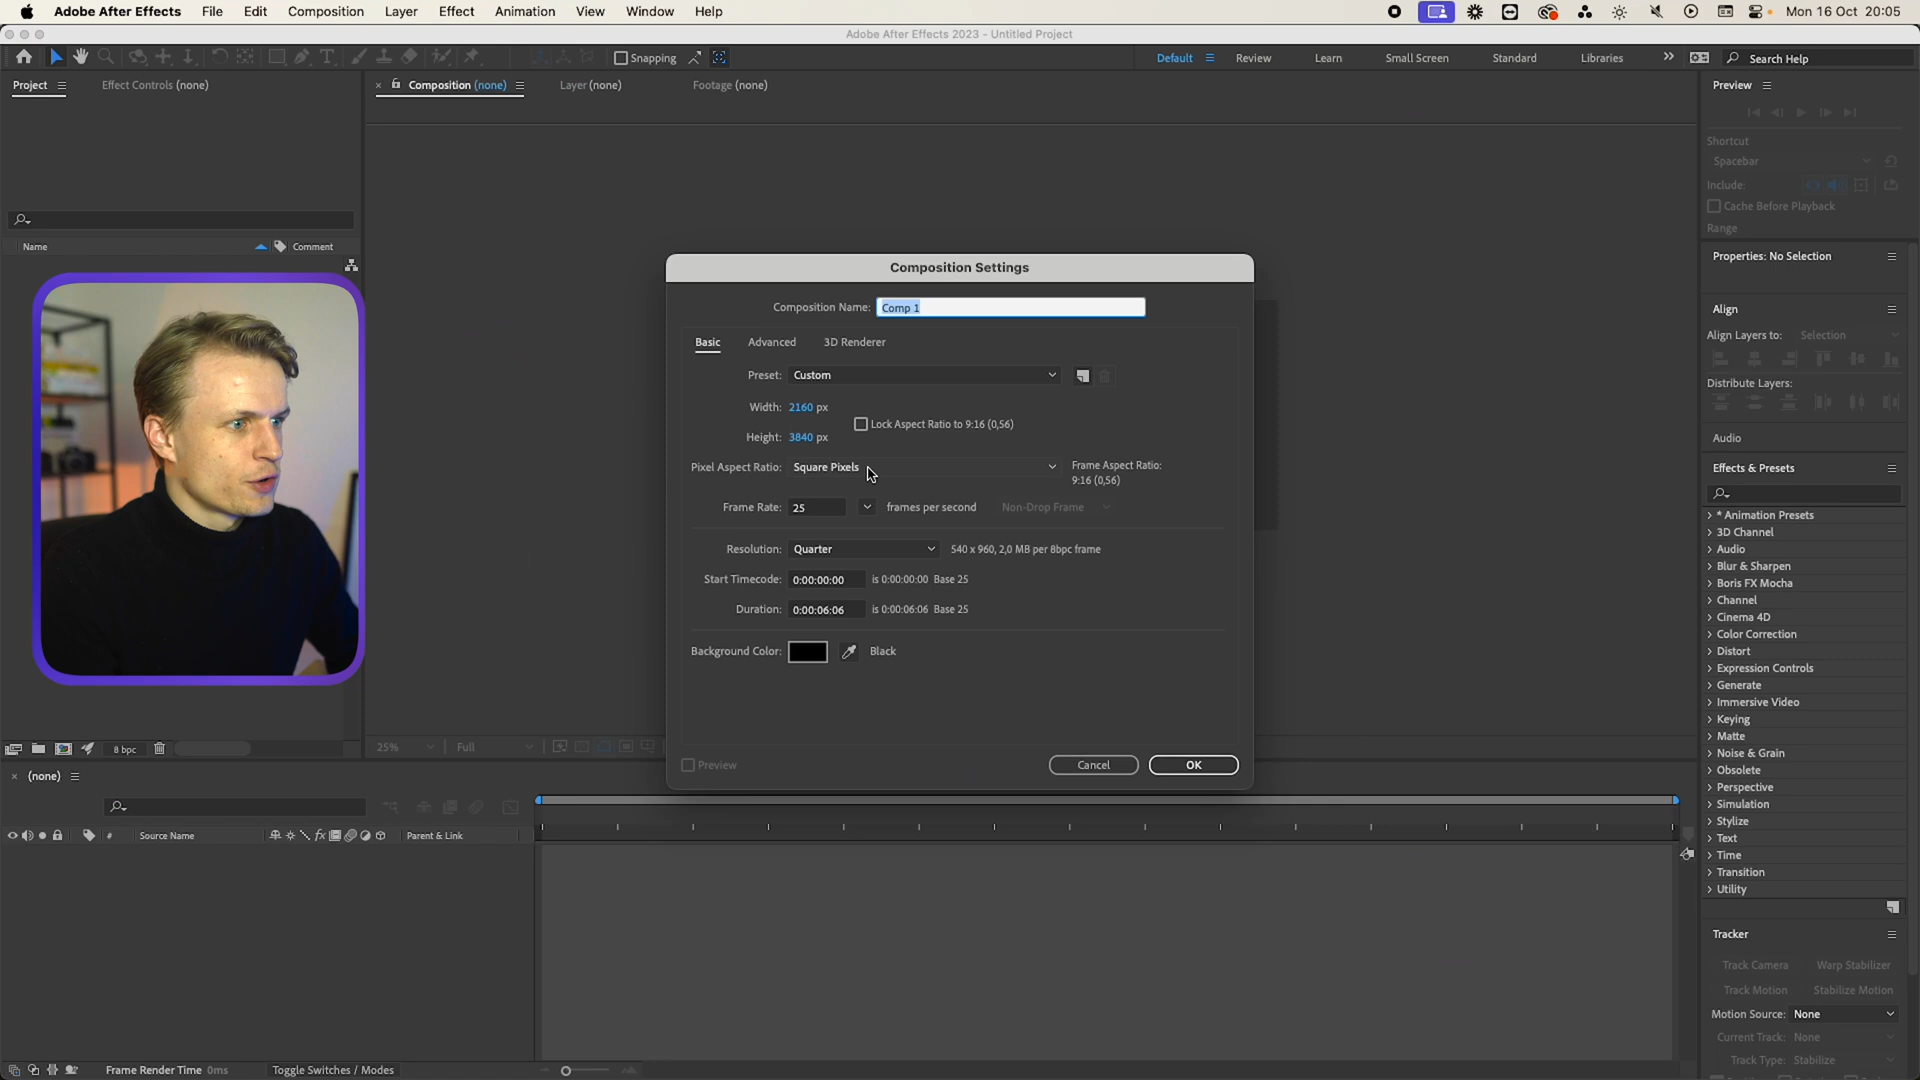 Adobe After Effects File Edit Composition Layer Effect Animation View Window Help Mon 16 Oct 20:05
Adobe After Effects 2023 - Untitled Project
Snapping Default Review Learn Small Screen Standard Libraries Search Help
Project Effect Controls (none) Composition (none) Layer (none) Footage (none) Preview
Shortcut
Spacebar
Include:
Cache Before Playback
Range
Name Comment
Properties: No Selection
Composition Settings
Composition Name: Comp 1
Align
Align Layers to: Selection
Basic Advanced 3D Renderer
Preset: Custom
Distribute Layers:
Width: 2160 px
Lock Aspect Ratio to 9:16 (0,56)
Height: 3840 px
Audio
Pixel Aspect Ratio: Square Pixels Frame Aspect Ratio:
9:16 (0,56)
Effects & Presets
Frame Rate: 25 frames per second Non-Drop Frame
* Animation Presets
3D Channel
Audio
Blur & Sharpen
Boris FX Mocha
Channel
Cinema 4D
Color Correction
Distort
Expression Controls
Generate
Immersive Video
Keying
Matte
Noise & Grain
Obsolete
Perspective
Simulation
Stylize
Text
Time
Transition
Utility
Resolution: Quarter 540 x 960, 2,0 MB per 8bpc frame
Start Timecode: 0:00:00:00 is 0:00:00:00 Base 25
Duration: 0:00:06:06 is 0:00:06:06 Base 25
Background Color: Black
8 bpc 25% Full
Preview Cancel OK
(none)
# Source Name fx Parent & Link
Tracker
Track Camera Warp Stabilizer
Track Motion Stabilize Motion
Motion Source: None
Current Track: None
Track Type: Stabilize
Frame Render Time 0ms Toggle Switches / Modes